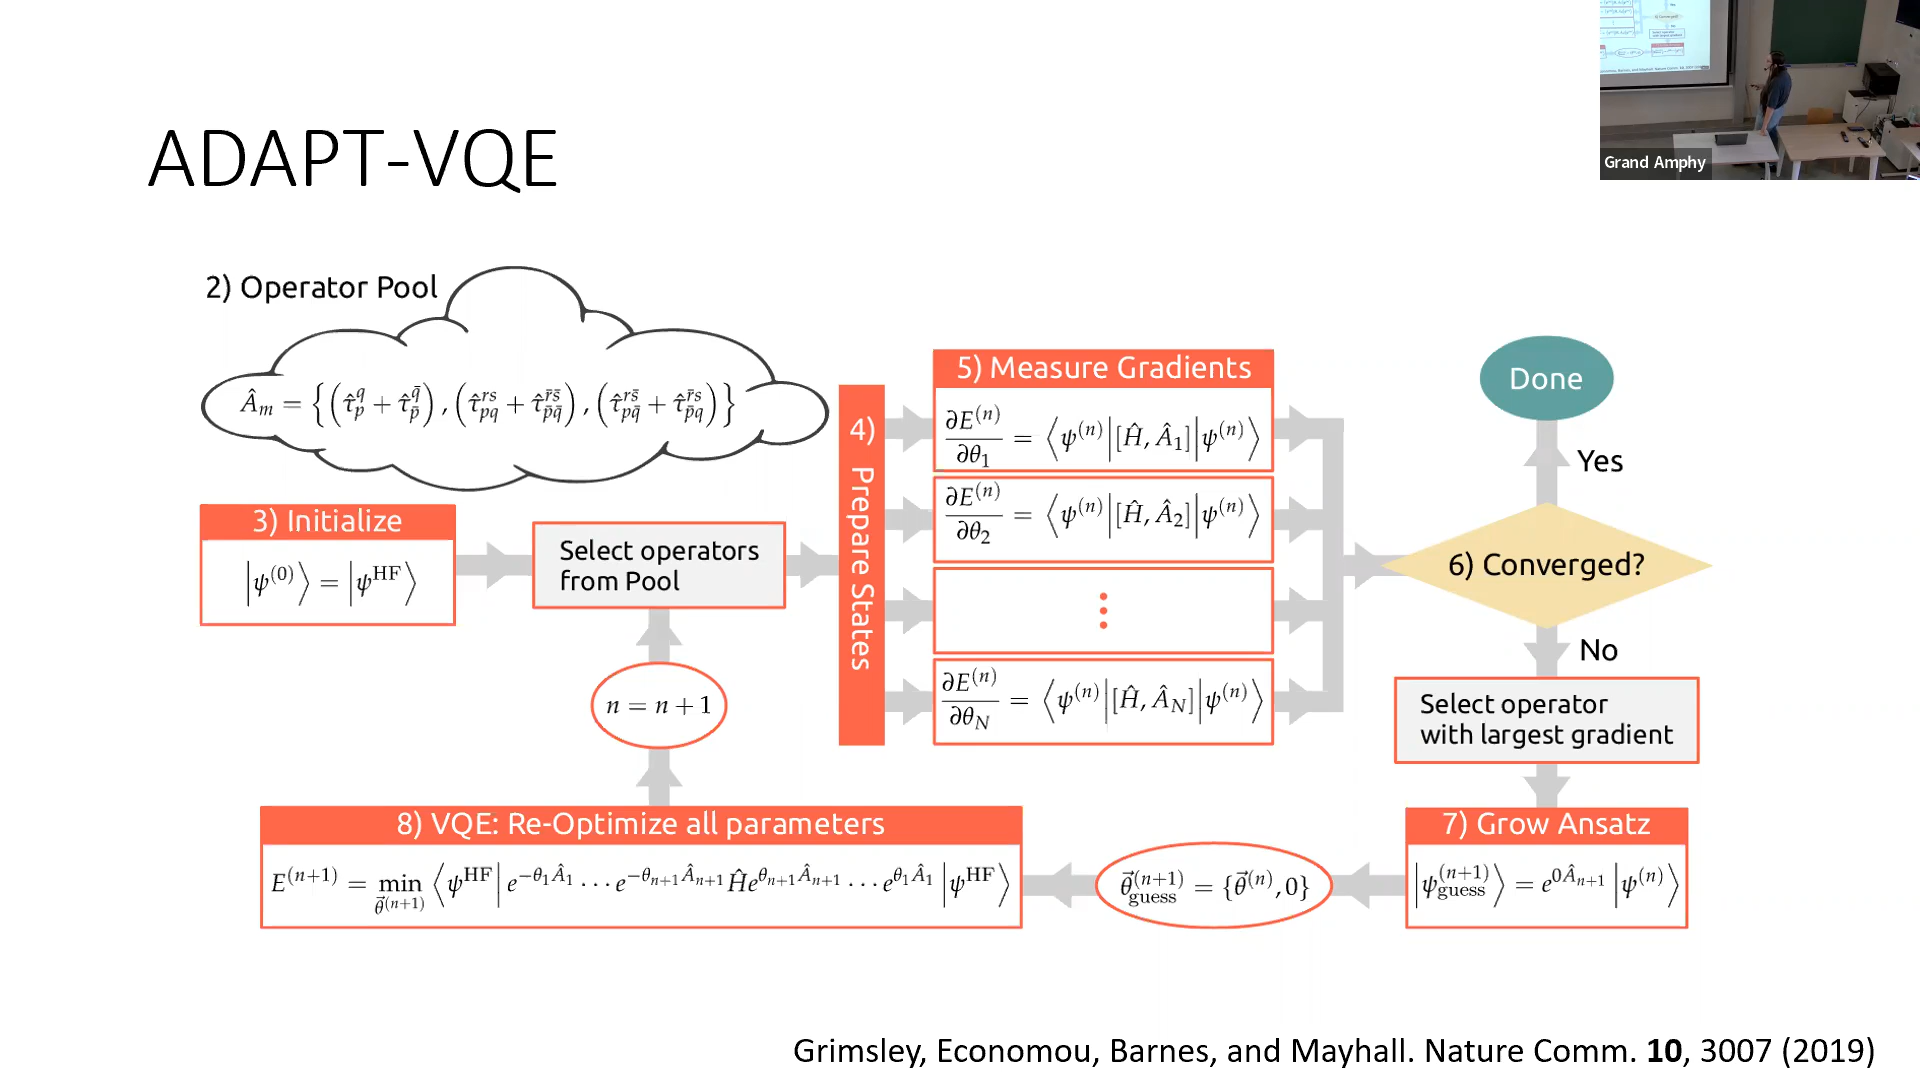 ADAPT-VQE
Grand Amphy
2) Operator Pool
Â_m = { ( τ̂_p^q + τ̂_p̄^q̄ ) , ( τ̂_pq^rs + τ̂_p̄q̄^r̄s̄ ) , ( τ̂_pq̄^rs̄ + τ̂_p̄q^r̄s ) }
3) Initialize
|ψ^(0)⟩ = |ψ^HF⟩
Select operators
from Pool
n = n + 1
4) Prepare States
5) Measure Gradients
∂E^(n)/∂θ_1 = ⟨ψ^(n)|[Ĥ, Â_1]|ψ^(n)⟩
∂E^(n)/∂θ_2 = ⟨ψ^(n)|[Ĥ, Â_2]|ψ^(n)⟩
⋮
∂E^(n)/∂θ_N = ⟨ψ^(n)|[Ĥ, Â_N]|ψ^(n)⟩
Done
Yes
6) Converged?
No
Select operator
with largest gradient
7) Grow Ansatz
|ψ_guess^(n+1)⟩ = e^{0Â_{n+1}} |ψ^(n)⟩
θ⃗_guess^(n+1) = {θ⃗^(n), 0}
8) VQE: Re-Optimize all parameters
E^(n+1) = min_{θ⃗^(n+1)} ⟨ψ^HF| e^{−θ_1Â_1} ··· e^{−θ_{n+1}Â_{n+1}} Ĥ e^{θ_{n+1}Â_{n+1}} ··· e^{θ_1Â_1} |ψ^HF⟩
Grimsley, Economou, Barnes, and Mayhall. Nature Comm. 10, 3007 (2019)